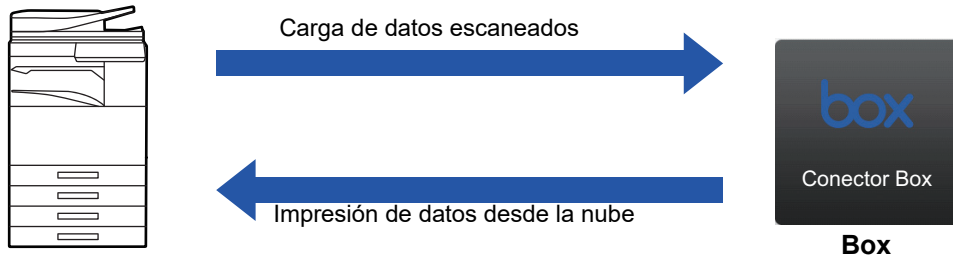 Carga de datos escaneados
box
Conector Box
Impresión de datos desde la nube
Box